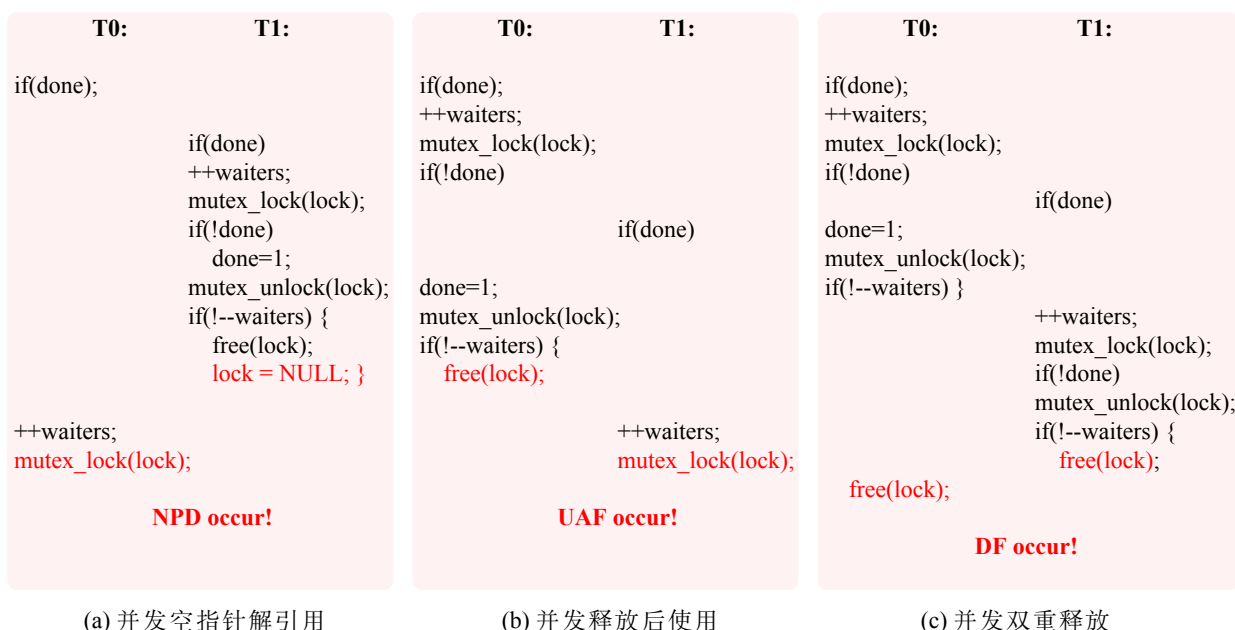 T0: T1:
if(done);
if(done)
++waiters;
mutex_lock(lock);
if(!done)
done=1;
mutex_unlock(lock);
if(!--waiters) {
free(lock);
lock = NULL; }
++waiters;
mutex_lock(lock);
NPD occur!
(a) 并发空指针解引用
T0: T1:
if(done);
++waiters;
mutex_lock(lock);
if(!done)
if(done)
done=1;
mutex_unlock(lock);
if(!--waiters) {
free(lock);
++waiters;
mutex_lock(lock);
UAF occur!
(b) 并发释放后使用
T0: T1:
if(done);
++waiters;
mutex_lock(lock);
if(!done)
if(done)
done=1;
mutex_unlock(lock);
if(!--waiters) }
++waiters;
mutex_lock(lock);
if(!done)
mutex_unlock(lock);
if(!--waiters) {
free(lock);
free(lock);
DF occur!
(c) 并发双重释放